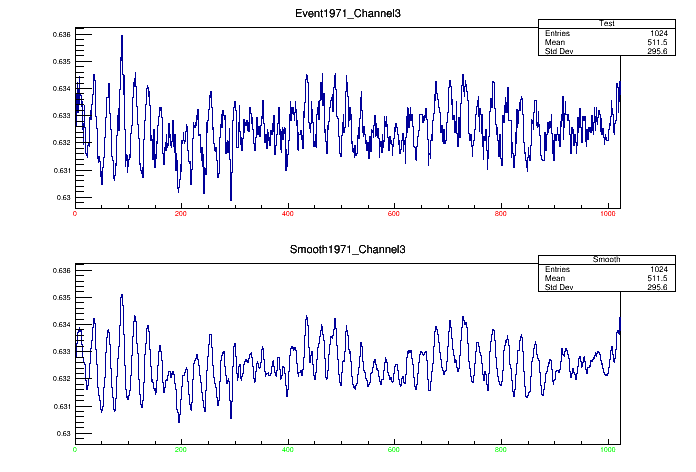 Event1971_Channel3
Test
Entries 1024
Mean 511.5
Std Dev 295.6
0.636
0.635
0.634
0.633
0.632
0.631
0.63
0 200 400 600 800 1000
Smooth1971_Channel3
Smooth
Entries 1024
Mean 511.5
Std Dev 295.6
0.636
0.635
0.634
0.633
0.632
0.631
0.63
0 200 400 600 800 1000